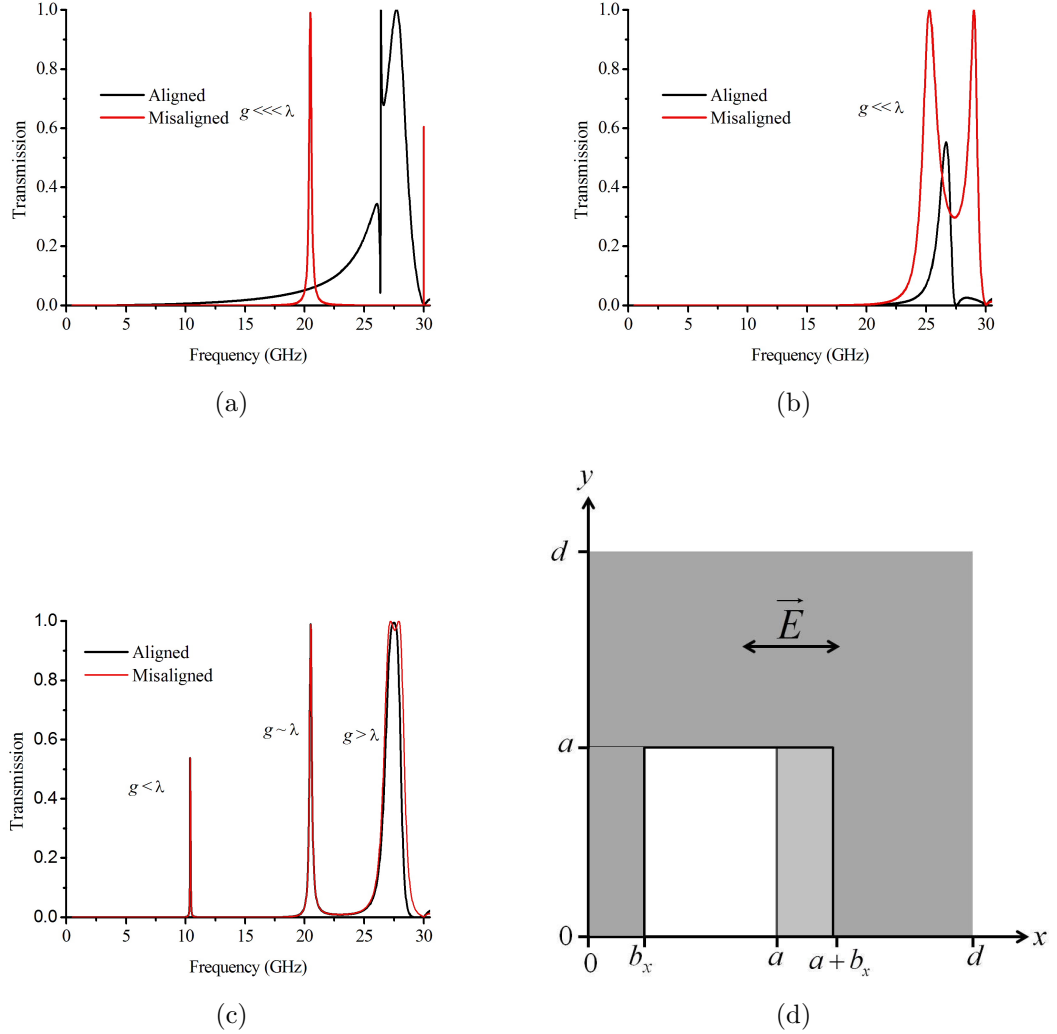 1.0
0.8
0.6
0.4
0.2
0.0
Transmission
Aligned
Misaligned
g <<< λ
0 5 10 15 20 25 30
Frequency (GHz)
(a)
1.0
0.8
0.6
0.4
0.2
0.0
Transmission
Aligned
Misaligned
g << λ
0 5 10 15 20 25 30
Frequency (GHz)
(b)
1.0
0.8
0.6
0.4
0.2
0.0
Transmission
Aligned
Misaligned
g < λ
g ~ λ
g > λ
0 5 10 15 20 25 30
Frequency (GHz)
(c)
y
d
E⃗
a
0
0 bₓ a a + bₓ d x
(d)